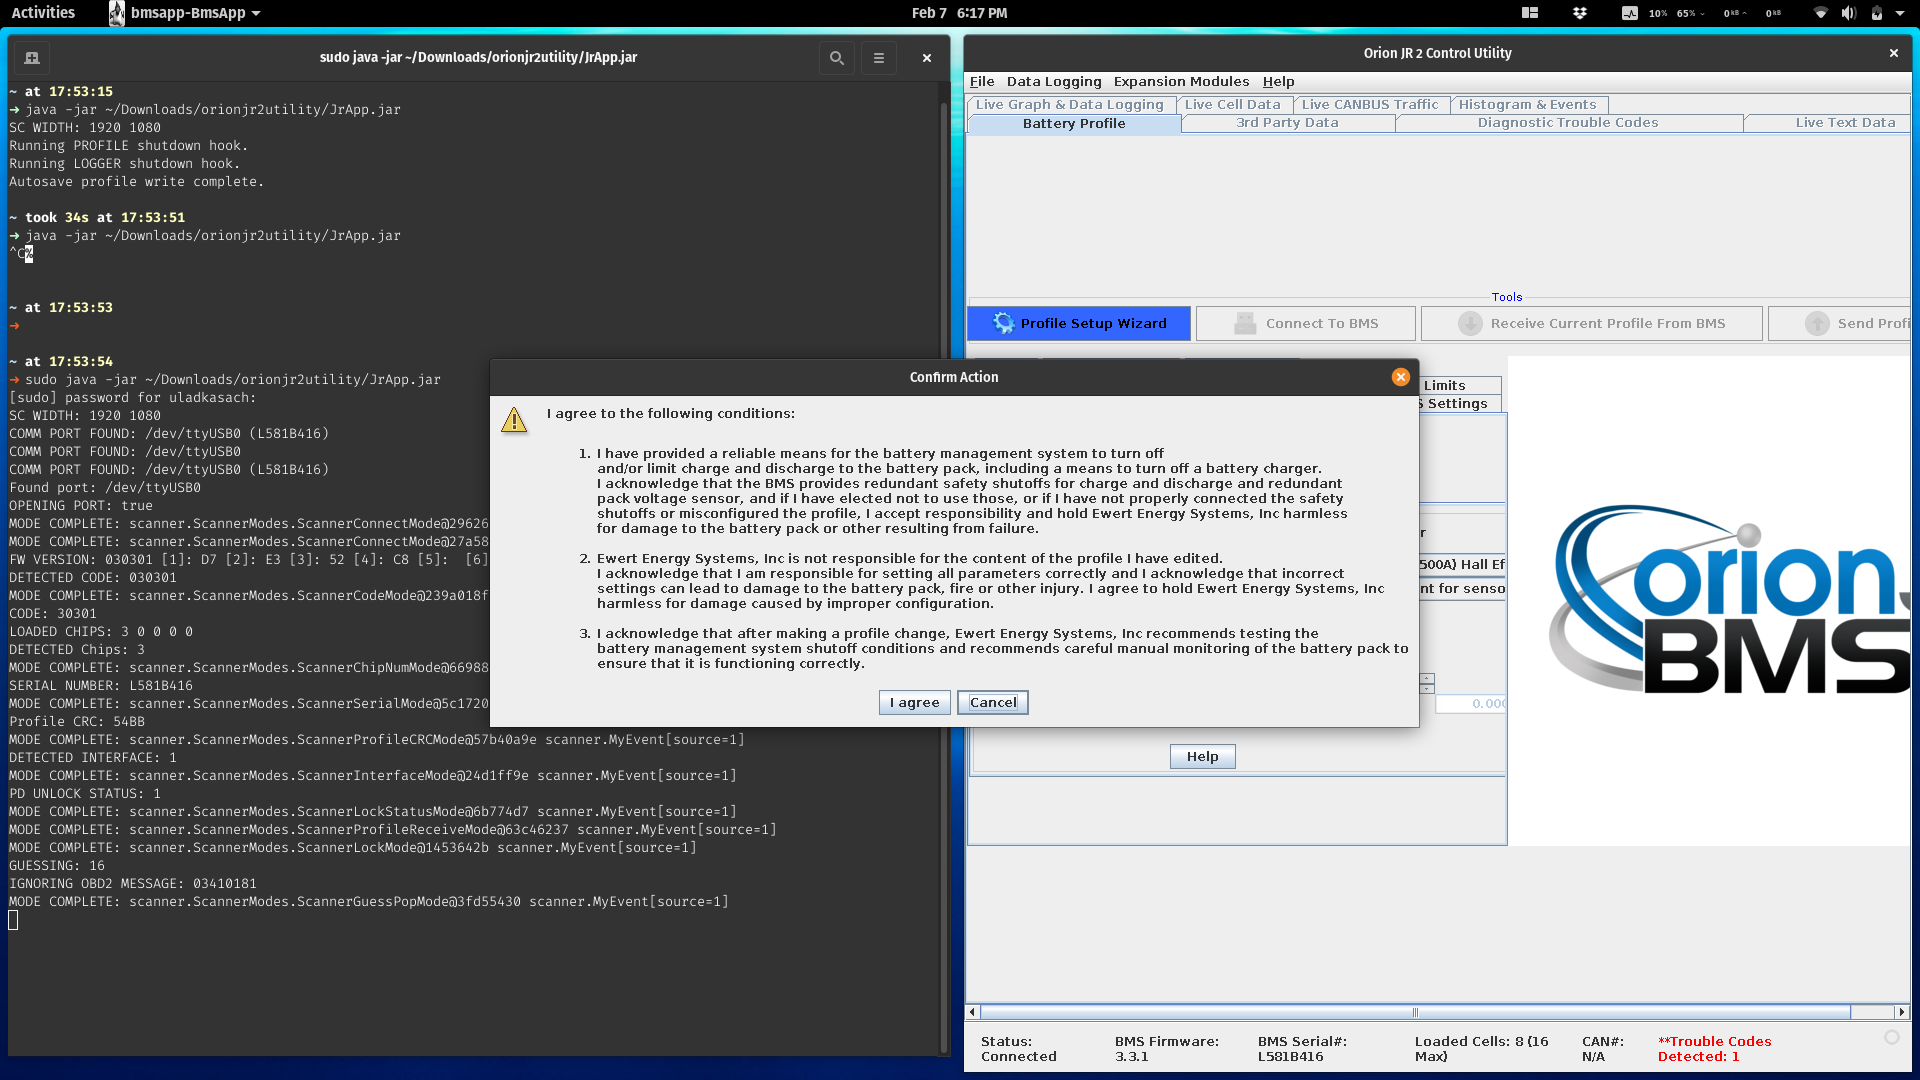 Activities
bmsapp-BmsApp
Feb 7 6:17 PM
10% 65% 0 kB 0 kB
sudo java -jar ~/Downloads/orionjr2utility/JrApp.jar
~ at 17:53:15
➜ java -jar ~/Downloads/orionjr2utility/JrApp.jar
SC WIDTH: 1920 1080
Running PROFILE shutdown hook.
Running LOGGER shutdown hook.
Autosave profile write complete.
~ took 34s at 17:53:51
➜ java -jar ~/Downloads/orionjr2utility/JrApp.jar
^C%
~ at 17:53:53
➜
~ at 17:53:54
➜ sudo java -jar ~/Downloads/orionjr2utility/JrApp.jar
[sudo] password for uladkasach:
SC WIDTH: 1920 1080
COMM PORT FOUND: /dev/ttyUSB0 (L581B416)
COMM PORT FOUND: /dev/ttyUSB0
COMM PORT FOUND: /dev/ttyUSB0 (L581B416)
Found port: /dev/ttyUSB0
OPENING PORT: true
MODE COMPLETE: scanner.ScannerModes.ScannerConnectMode@29626
MODE COMPLETE: scanner.ScannerModes.ScannerConnectMode@27a58
FW VERSION: 030301 [1]: D7 [2]: E3 [3]: 52 [4]: C8 [5]:  [6]
DETECTED CODE: 030301
MODE COMPLETE: scanner.ScannerModes.ScannerCodeMode@239a018f
CODE: 30301
LOADED CHIPS: 3 0 0 0 0
DETECTED Chips: 3
MODE COMPLETE: scanner.ScannerModes.ScannerChipNumMode@66988
SERIAL NUMBER: L581B416
MODE COMPLETE: scanner.ScannerModes.ScannerSerialMode@5c1720
Profile CRC: 54BB
MODE COMPLETE: scanner.ScannerModes.ScannerProfileCRCMode@57b40a9e scanner.MyEvent[source=1]
DETECTED INTERFACE: 1
MODE COMPLETE: scanner.ScannerModes.ScannerInterfaceMode@24d1ff9e scanner.MyEvent[source=1]
PD UNLOCK STATUS: 1
MODE COMPLETE: scanner.ScannerModes.ScannerLockStatusMode@6b774d7 scanner.MyEvent[source=1]
MODE COMPLETE: scanner.ScannerModes.ScannerProfileReceiveMode@63c46237 scanner.MyEvent[source=1]
MODE COMPLETE: scanner.ScannerModes.ScannerLockMode@1453642b scanner.MyEvent[source=1]
GUESSING: 16
IGNORING OBD2 MESSAGE: 03410181
MODE COMPLETE: scanner.ScannerModes.ScannerGuessPopMode@3fd55430 scanner.MyEvent[source=1]
Orion JR 2 Control Utility
File Data Logging Expansion Modules Help
Live Graph & Data Logging Live Cell Data Live CANBUS Traffic Histogram & Events
Battery Profile 3rd Party Data Diagnostic Trouble Codes Live Text Data
Tools
Profile Setup Wizard Connect To BMS Receive Current Profile From BMS Send Profi
Limits
S Settings
r
500A) Hall Ef
nt for senso
0.000
Help
orion
BMS
Confirm Action
I agree to the following conditions:
1. I have provided a reliable means for the battery management system to turn off
and/or limit charge and discharge to the battery pack, including a means to turn off a battery charger.
I acknowledge that the BMS provides redundant safety shutoffs for charge and discharge and redundant
pack voltage sensor, and if I have elected not to use those, or if I have not properly connected the safety
shutoffs or misconfigured the profile, I accept responsibility and hold Ewert Energy Systems, Inc harmless
for damage to the battery pack or other resulting from failure.
2. Ewert Energy Systems, Inc is not responsible for the content of the profile I have edited.
I acknowledge that I am responsible for setting all parameters correctly and I acknowledge that incorrect
settings can lead to damage to the battery pack, fire or other injury. I agree to hold Ewert Energy Systems, Inc
harmless for damage caused by improper configuration.
3. I acknowledge that after making a profile change, Ewert Energy Systems, Inc recommends testing the
battery management system shutoff conditions and recommends careful manual monitoring of the battery pack to
ensure that it is functioning correctly.
I agree Cancel
Status: BMS Firmware: BMS Serial#: Loaded Cells: 8 (16 CAN#: **Trouble Codes
Connected 3.3.1 L581B416 Max) N/A Detected: 1